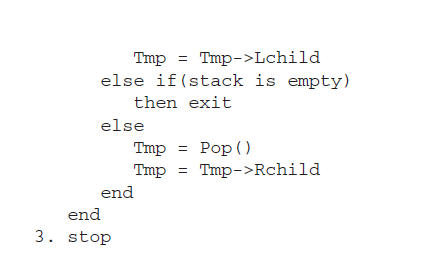 Tmp = Tmp->Lchild
else if(stack is empty)
then exit
else
Tmp = Pop()
Tmp = Tmp->Rchild
end
end
3. stop